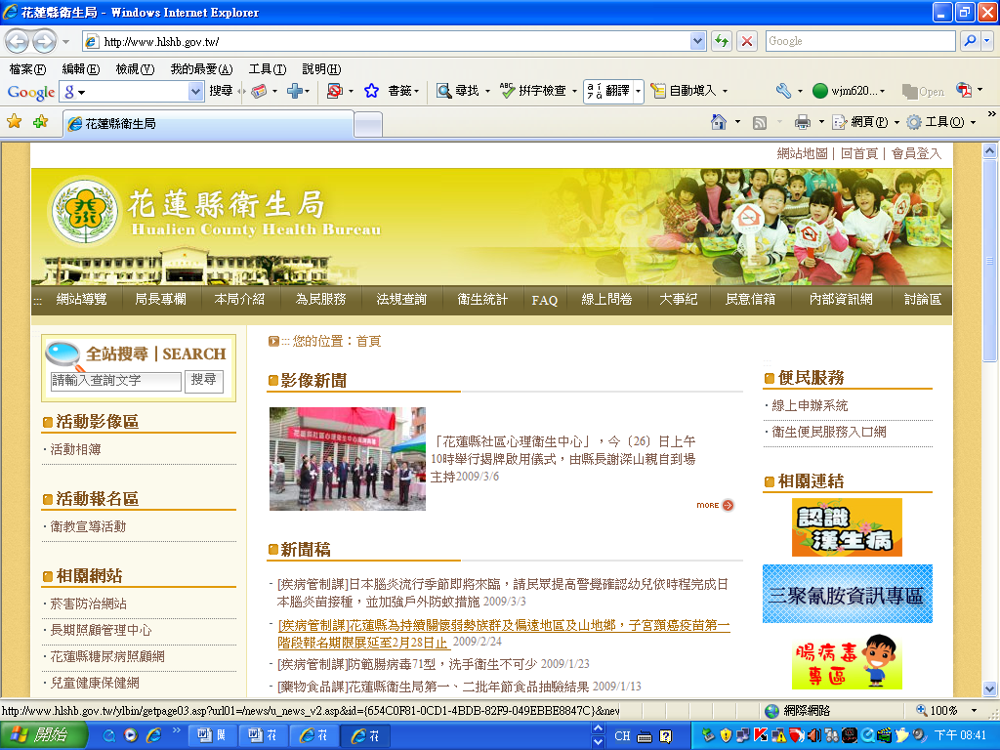 花蓮縣衛生局 - Windows Internet Explorer
http://www.hlshb.gov.tw/
Google
檔案(F) 編輯(E) 檢視(V) 我的最愛(A) 工具(T) 說明(H)
Google 搜尋 書籤 尋找 拼字檢查 翻譯 自動填入 wjm620... Open
花蓮縣衛生局 網頁(P) 工具(O)
網站地圖 | 回首頁 | 會員登入
花蓮縣衛生局
Hualien County Health Bureau
::: 網站導覽 局長專欄 本局介紹 為民服務 法規查詢 衛生統計 FAQ 線上問卷 大事紀 民意信箱 內部資訊網 討論區
全站搜尋 | SEARCH
請輸入查詢文字 搜尋
活動影像區
‧活動相簿
活動報名區
‧衛教宣導活動
相關網站
‧菸害防治網站
‧長期照顧管理中心
‧花蓮縣糖尿病照顧網
‧兒童健康保健網
::: 您的位置：首頁
影像新聞
「花蓮縣社區心理衛生中心」，今〔26〕日上午
10時舉行揭牌啟用儀式，由縣長謝深山親自到場
主持2009/3/6
MORE
新聞稿
- [疾病管制課]日本腦炎流行季節即將來臨，請民眾提高警覺確認幼兒依時程完成日
本腦炎苗接種，並加強戶外防蚊措施 2009/3/3
- [疾病管制課]花蓮縣為持續關懷弱勢族群及偏遠地區及山地鄉，子宮頸癌疫苗第一
階段報名期限展延至2月28日止 2009/2/24
- [疾病管制課]防範腸病毒71型，洗手衛生不可少 2009/1/23
- [藥物食品課]花蓮縣衛生局第一、二批年節食品抽驗結果 2009/1/13
便民服務
‧線上申辦系統
‧衛生便民服務入口網
相關連結
認識
漢生病
三聚氰胺資訊專區
腸病毒
專區
http://www.hlshb.gov.tw/ylbin/getpage03.asp?url01=/news/u_news_v2.asp&id={654C0F81-0CD1-4BDB-82F9-049EBBE8847C}&nev 網際網路 100%
開始 花 花 花 CH 下午 08:41